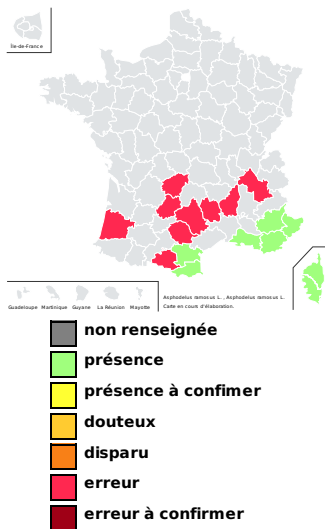 Île-de-France
Guadeloupe Martinique Guyane La Réunion Mayotte
Asphodelus ramosus L. , Asphodelus ramosus L.
Carte en cours d'élaboration.
non renseignée
présence
présence à confimer
douteux
disparu
erreur
erreur à confirmer